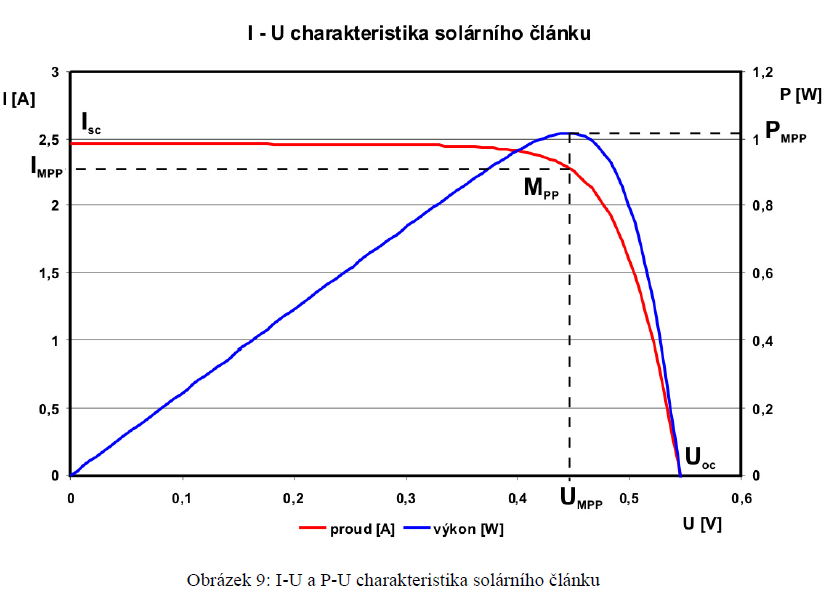 I - U charakteristika solárního článku
3
1,2
I [A]
P [W]
Isc
2,5
1
PMPP
IMPP
MPP
2
0,8
1,5
0,6
1
0,4
0,5
0,2
Uoc
0
0
0
0,1
0,2
0,3
0,4
UMPP
0,5
0,6
U [V]
proud [A] výkon [W]
Obrázek 9: I-U a P-U charakteristika solárního článku